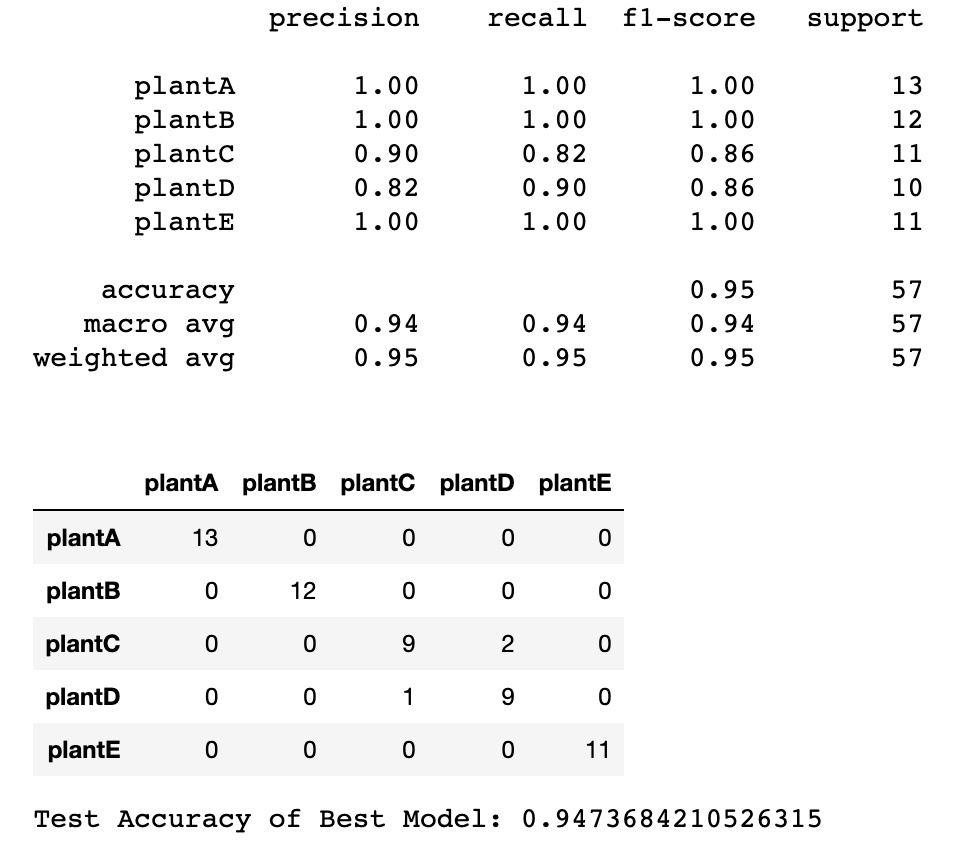 precision recall f1-score support
plantA 1.00 1.00 1.00 13
plantB 1.00 1.00 1.00 12
plantC 0.90 0.82 0.86 11
plantD 0.82 0.90 0.86 10
plantE 1.00 1.00 1.00 11
accuracy 0.95 57
macro avg 0.94 0.94 0.94 57
weighted avg 0.95 0.95 0.95 57
plantA plantB plantC plantD plantE
plantA 13 0 0 0 0
plantB 0 12 0 0 0
plantC 0 0 9 2 0
plantD 0 0 1 9 0
plantE 0 0 0 0 11
Test Accuracy of Best Model: 0.9473684210526315